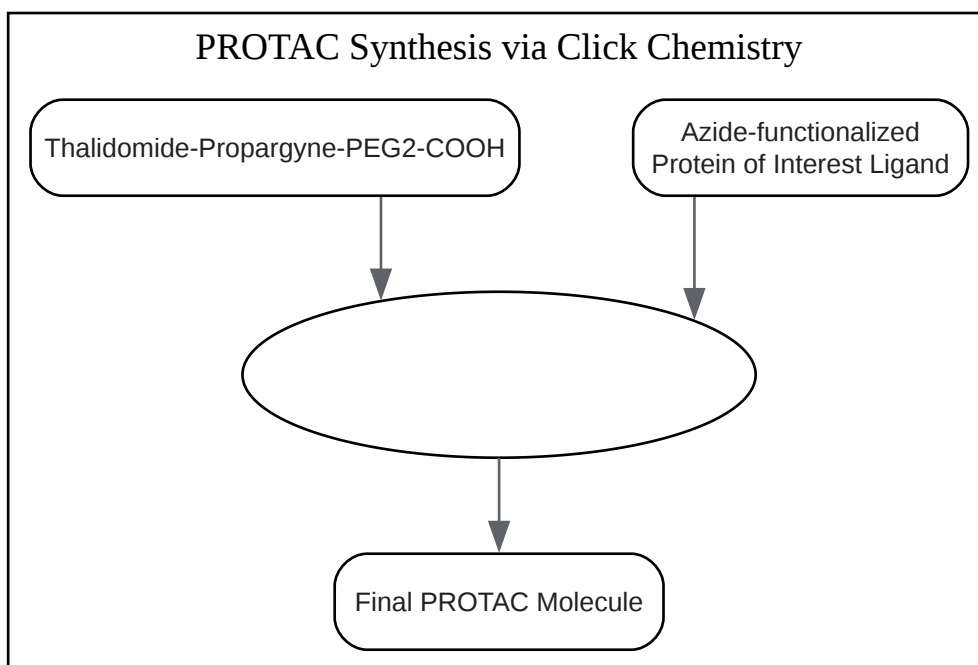 PROTAC Synthesis via Click Chemistry
Thalidomide-Propargyne-PEG2-COOH
Azide-functionalized
Protein of Interest Ligand
Final PROTAC Molecule